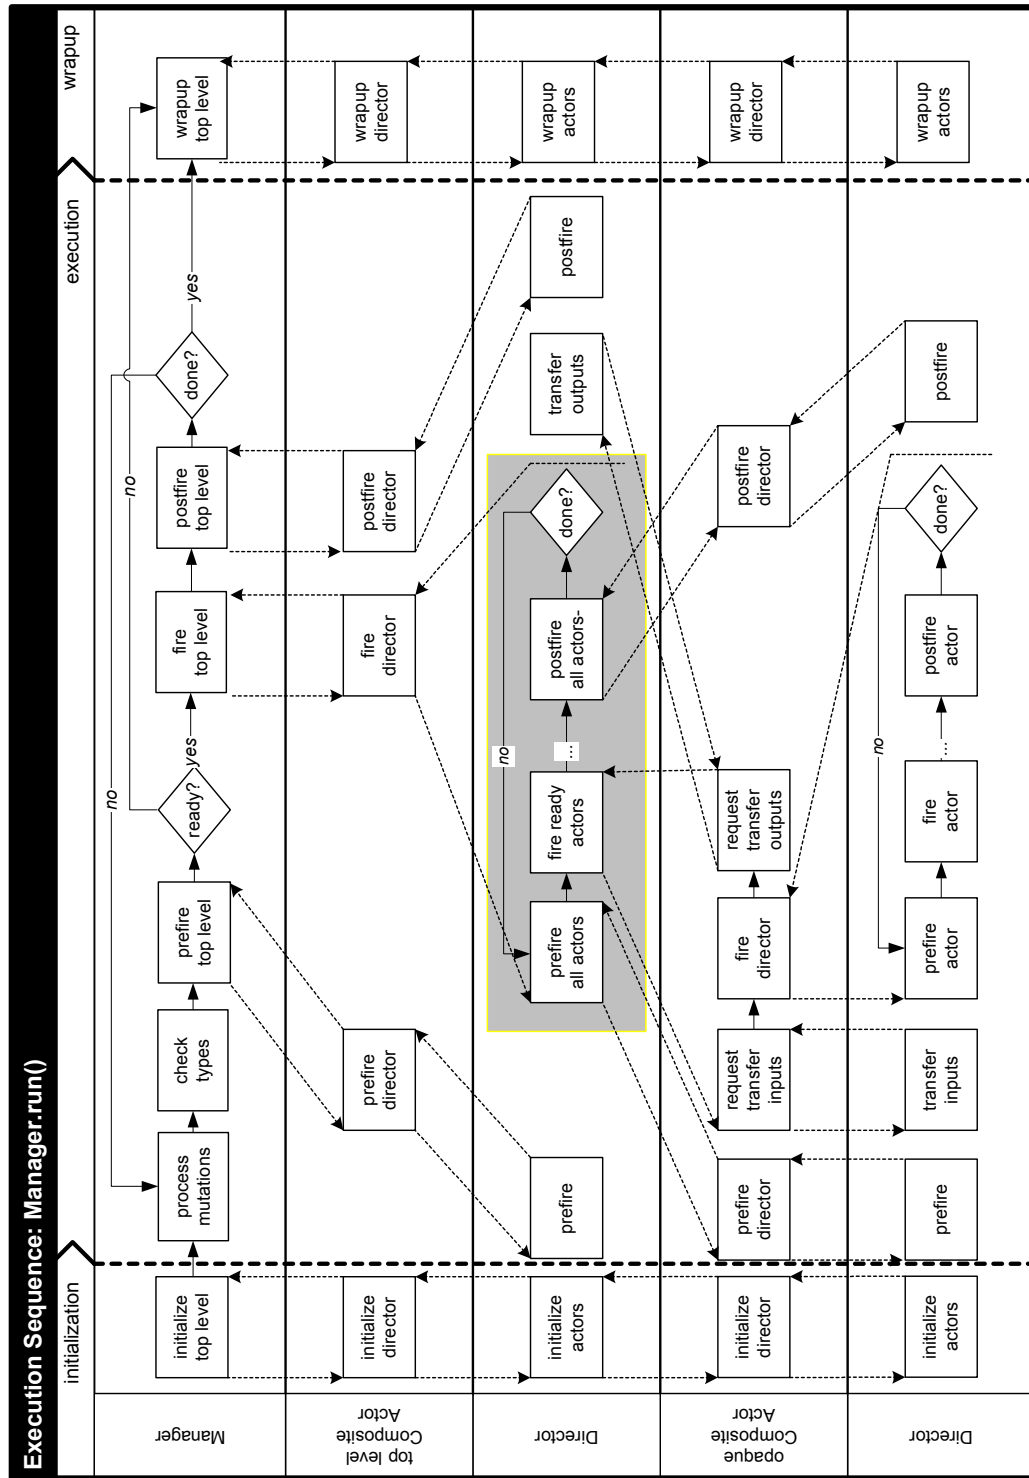 Execution Sequence: Manager.run()
initialization
execution
wrapup
Manager
initialize
top level
process
mutations
check
types
prefire
top level
ready?
yes
no
fire
top level
postfire
top level
done?
yes
no
wrapup
top level
top level
Composite
Actor
initialize
director
prefire
director
fire
director
postfire
director
wrapup
director
Director
initialize
actors
prefire
prefire
all actors
fire ready
actors
...
postfire
all actors-
done?
no
transfer
outputs
postfire
wrapup
actors
opaque
Composite
Actor
initialize
director
prefire
director
request
transfer
inputs
fire
director
request
transfer
outputs
postfire
director
wrapup
director
Director
initialize
actors
prefire
transfer
inputs
prefire
actor
fire
actor
...
postfire
actor
done?
no
postfire
wrapup
actors